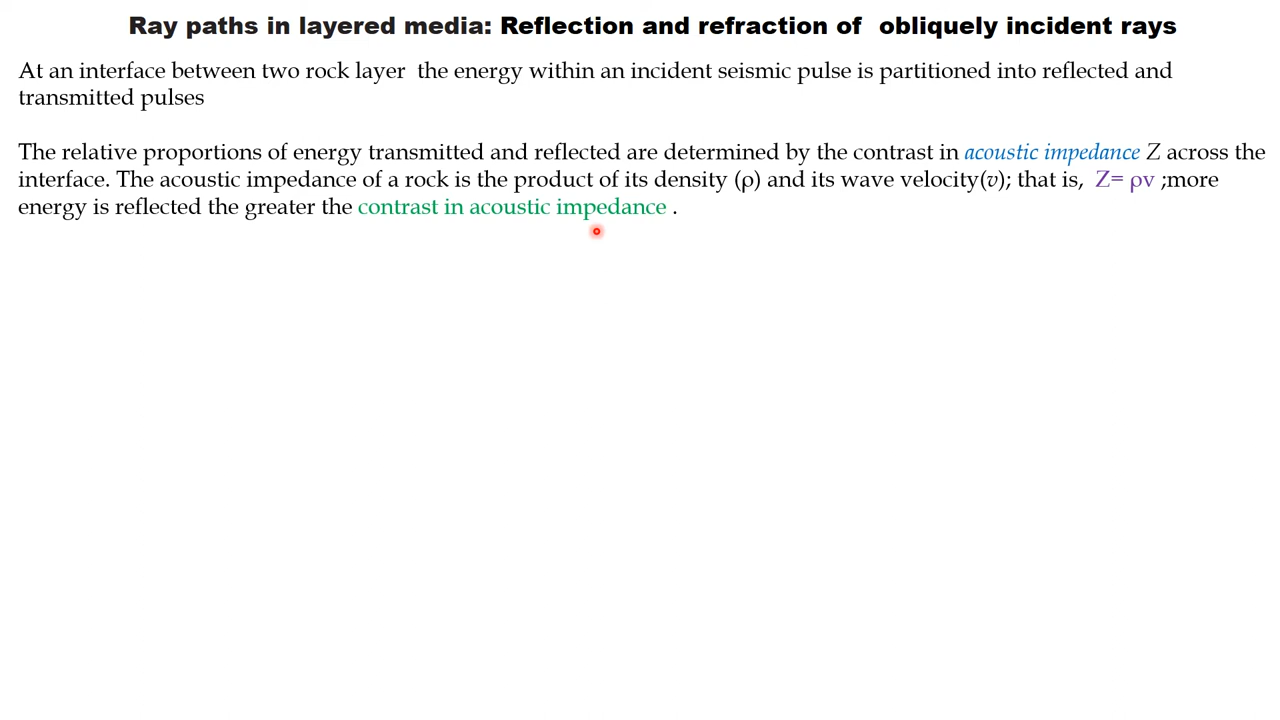 Ray paths in layered media: Reflection and refraction of obliquely incident rays
At an interface between two rock layer the energy within an incident seismic pulse is partitioned into reflected and
transmitted pulses
The relative proportions of energy transmitted and reflected are determined by the contrast in acoustic impedance Z across the
interface. The acoustic impedance of a rock is the product of its density (ρ) and its wave velocity(v); that is, Z= ρv ;more
energy is reflected the greater the contrast in acoustic impedance .